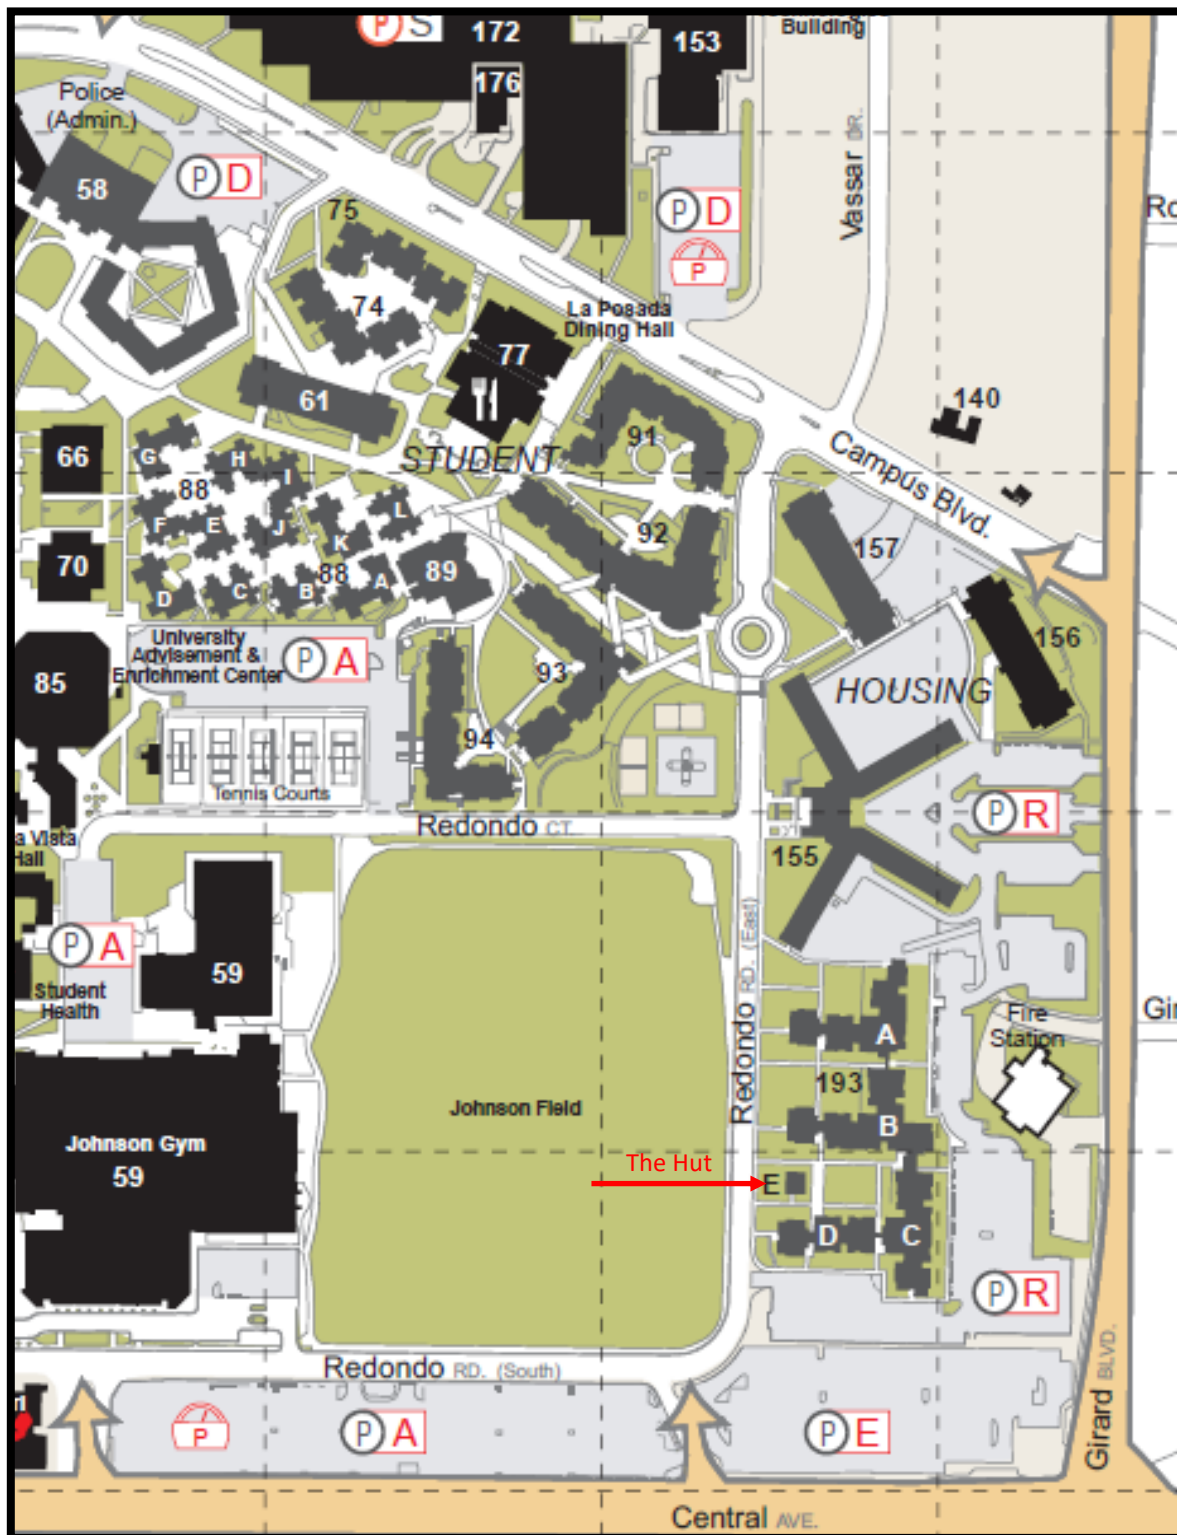 P S
172
176
153
Building
Police
(Admin.)
58
P D
75
74
P D
P
Vassar DR.
Ro
La Posada
Dining Hall
77
61
140
66
STUDENT
91
Campus Blvd.
G
H
I
88
F
E
J
L
K
92
157
70
D
C
B
88
A
89
University
Advisement &
Enrichment Center
P A
93
156
85
HOUSING
94
Tennis Courts
Redondo CT.
P R
a Vista
Hall
155
P A
59
Student
Health
Redondo RD. (East)
Fire
Station
Gir
A
193
Johnson Field
B
Johnson Gym
59
The Hut
E
D
C
P R
Redondo RD. (South)
P
P A
P E
Girard BLVD.
Central AVE.